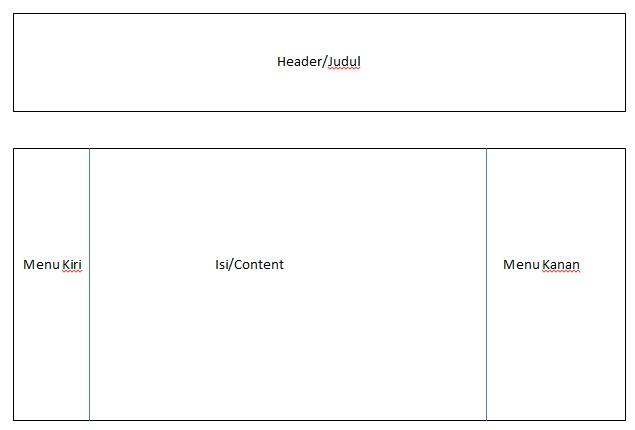 Header/Judul
Menu Kiri
Isi/Content
Menu Kanan